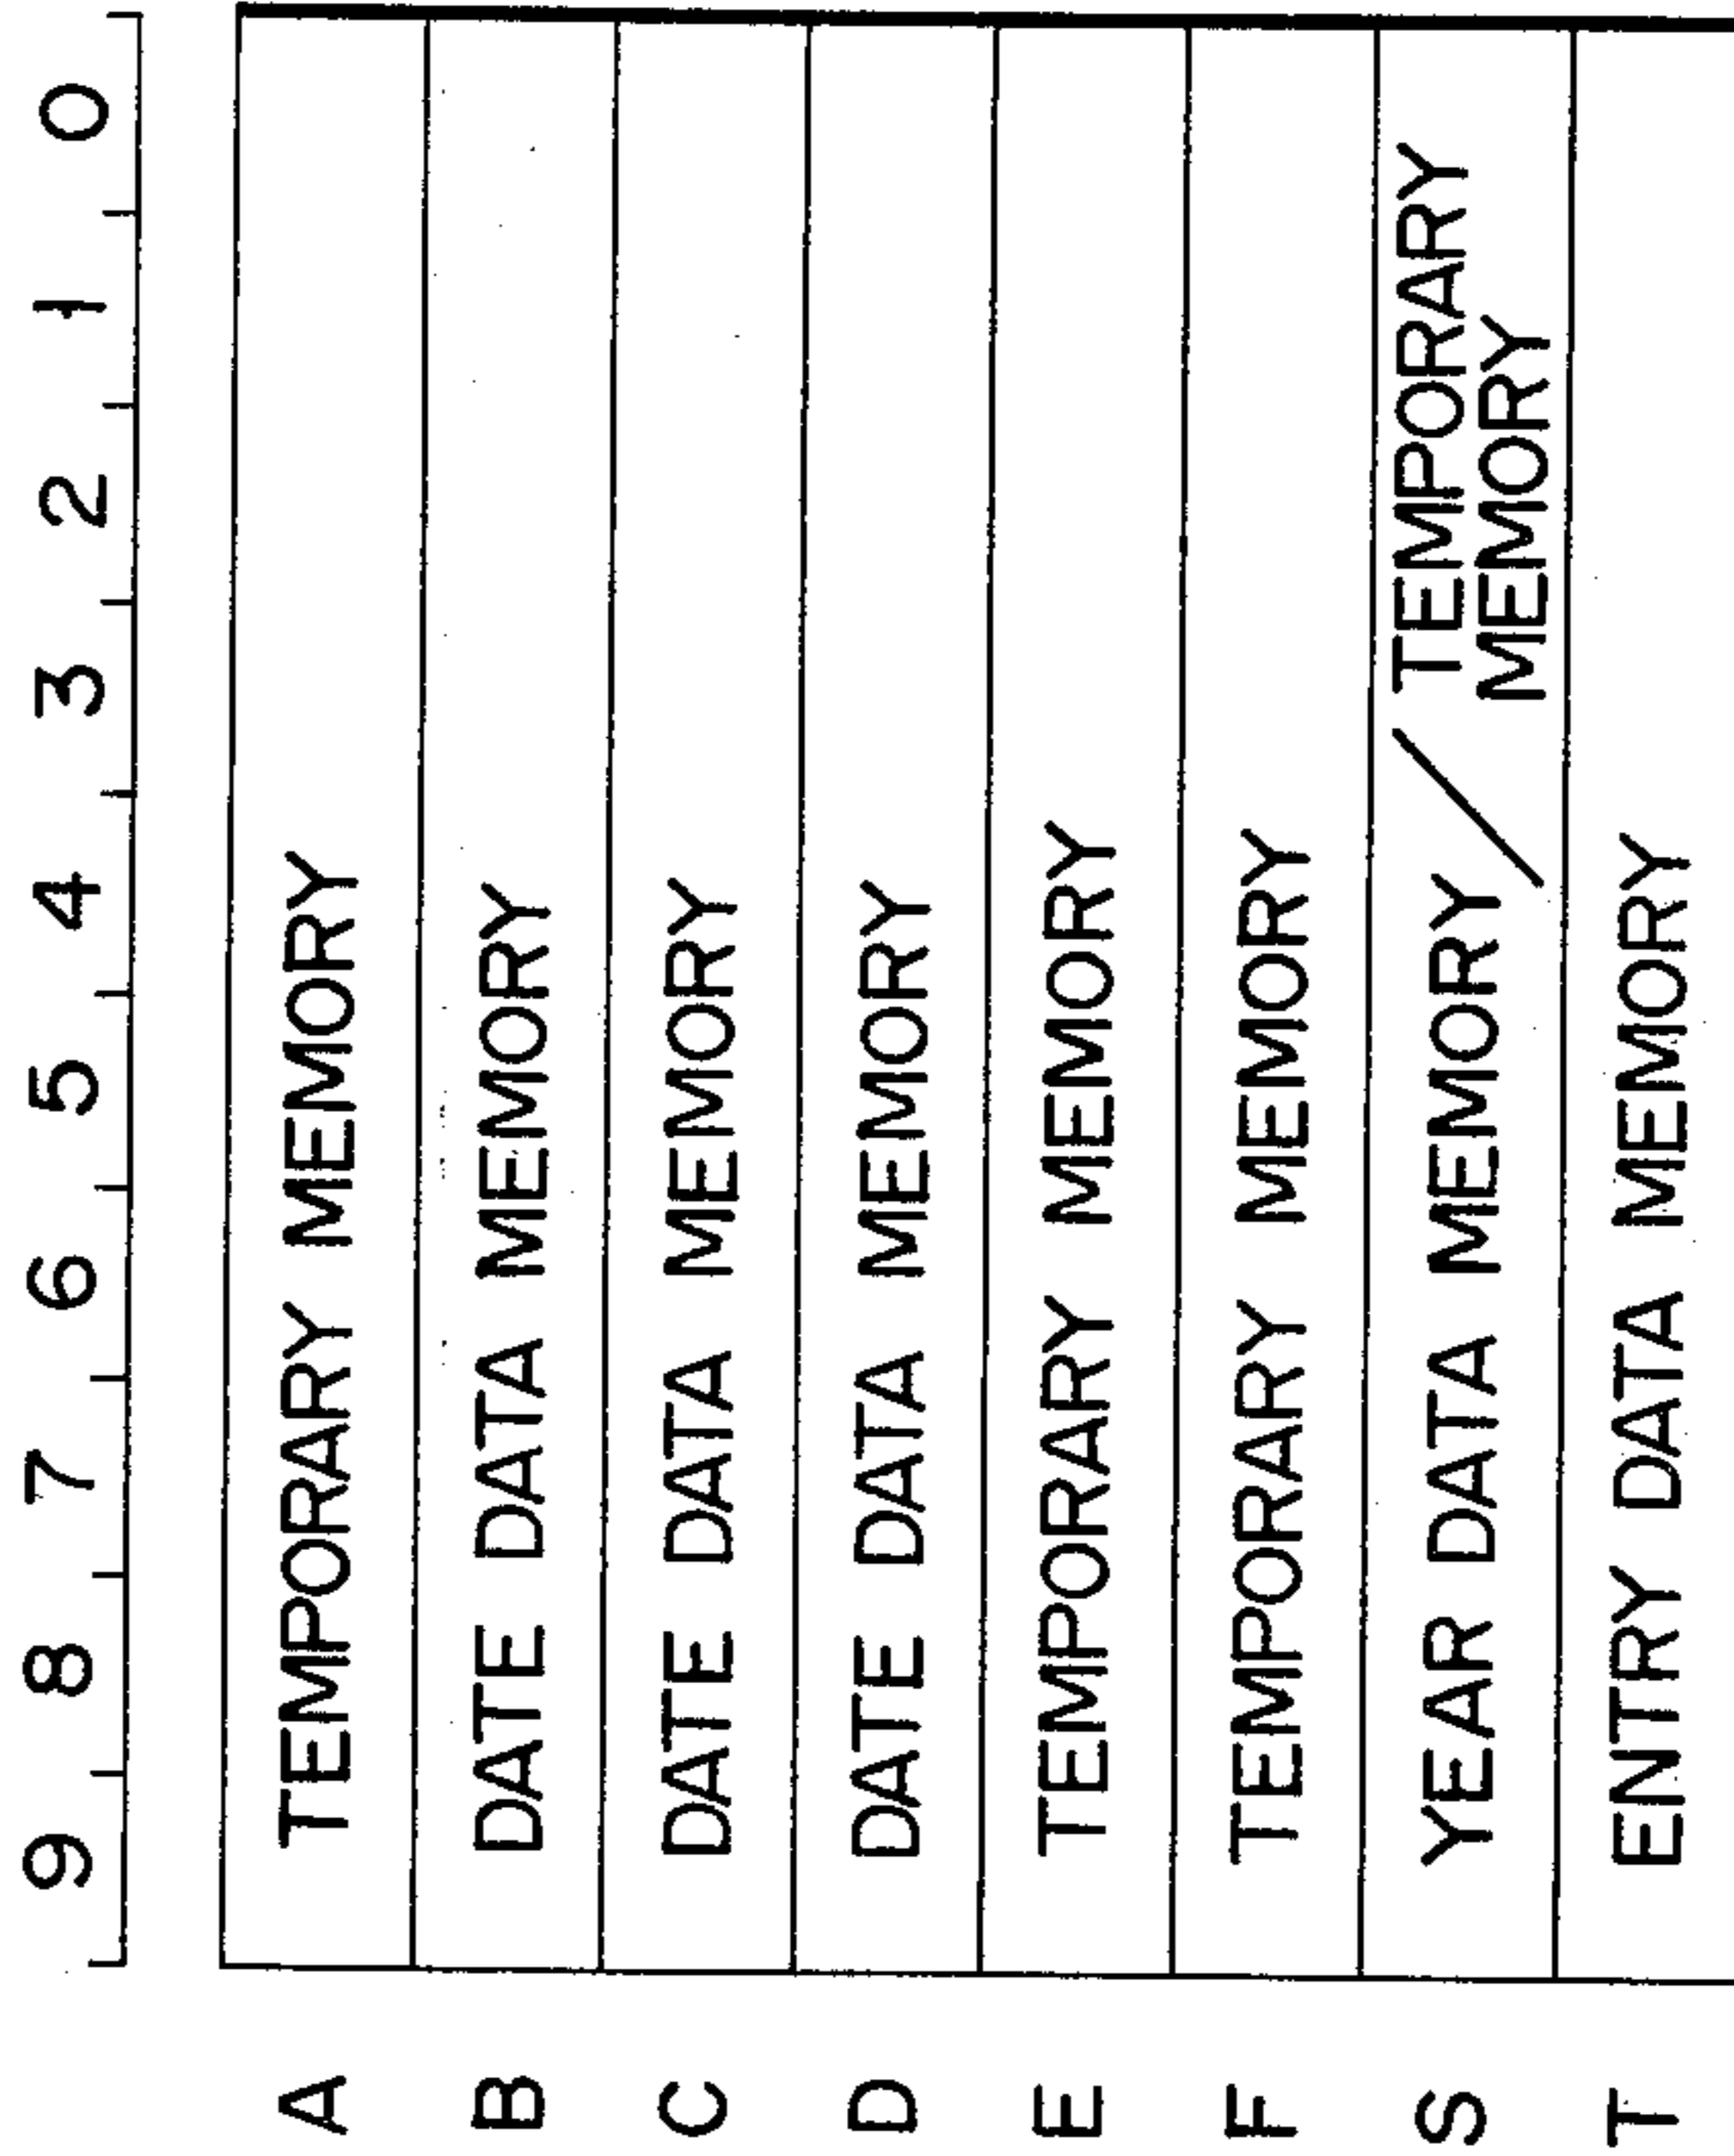 9 8 7 6 5 4 3 2 1 0
A TEMPORARY MEMORY
B DATE DATA MEMORY
C DATE DATA MEMORY
D DATE DATA MEMORY
E TEMPORARY MEMORY
F TEMPORARY MEMORY
S YEAR DATA MEMORY / TEMPORARY
MEMORY
T ENTRY DATA MEMORY